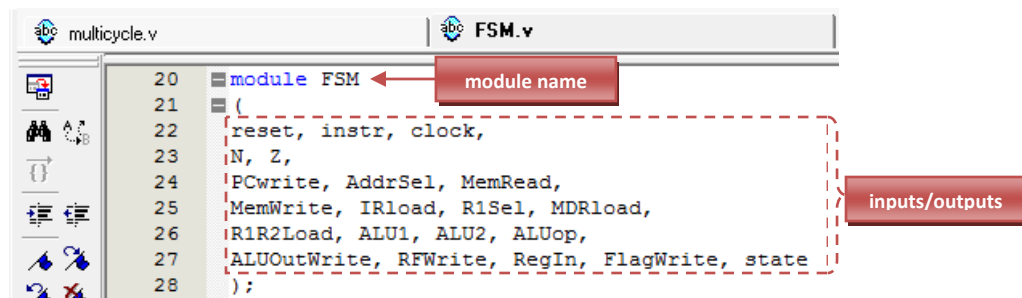 multicycle.v FSM.v
20 module FSM module name
21 (
22 reset, instr, clock,
23 N, Z,
24 PCwrite, AddrSel, MemRead,
25 MemWrite, IRload, R1Sel, MDRload, inputs/outputs
26 R1R2Load, ALU1, ALU2, ALUop,
27 ALUOutWrite, RFWrite, RegIn, FlagWrite, state
28 );